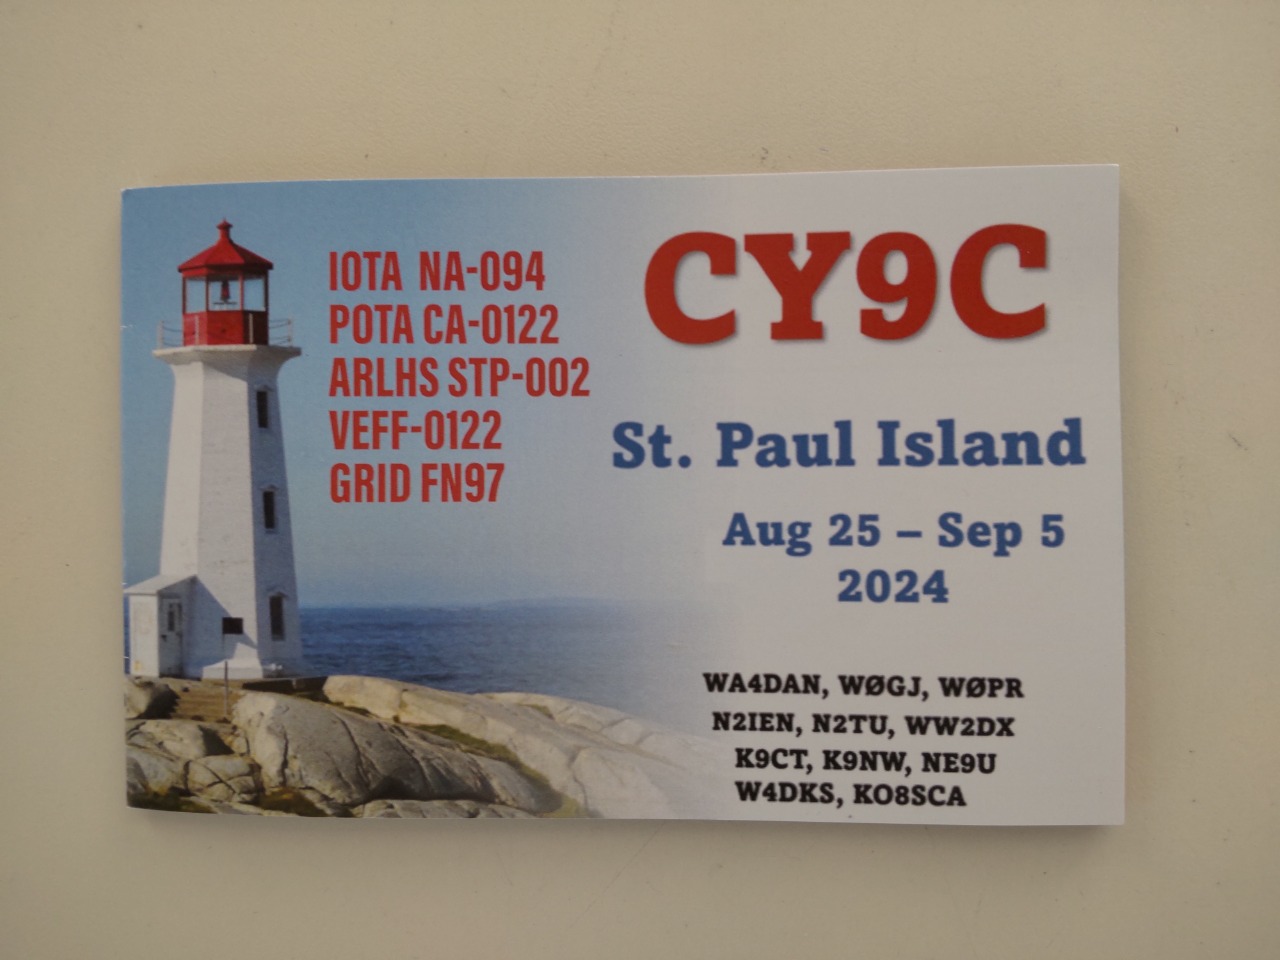 IOTA NA-094
POTA CA-0122
ARLHS STP-002
VEFF-0122
GRID FN97
CY9C
St. Paul Island
Aug 25 – Sep 5
2024
WA4DAN, WØGJ, WØPR
N2IEN, N2TU, WW2DX
K9CT, K9NW, NE9U
W4DKS, KO8SCA